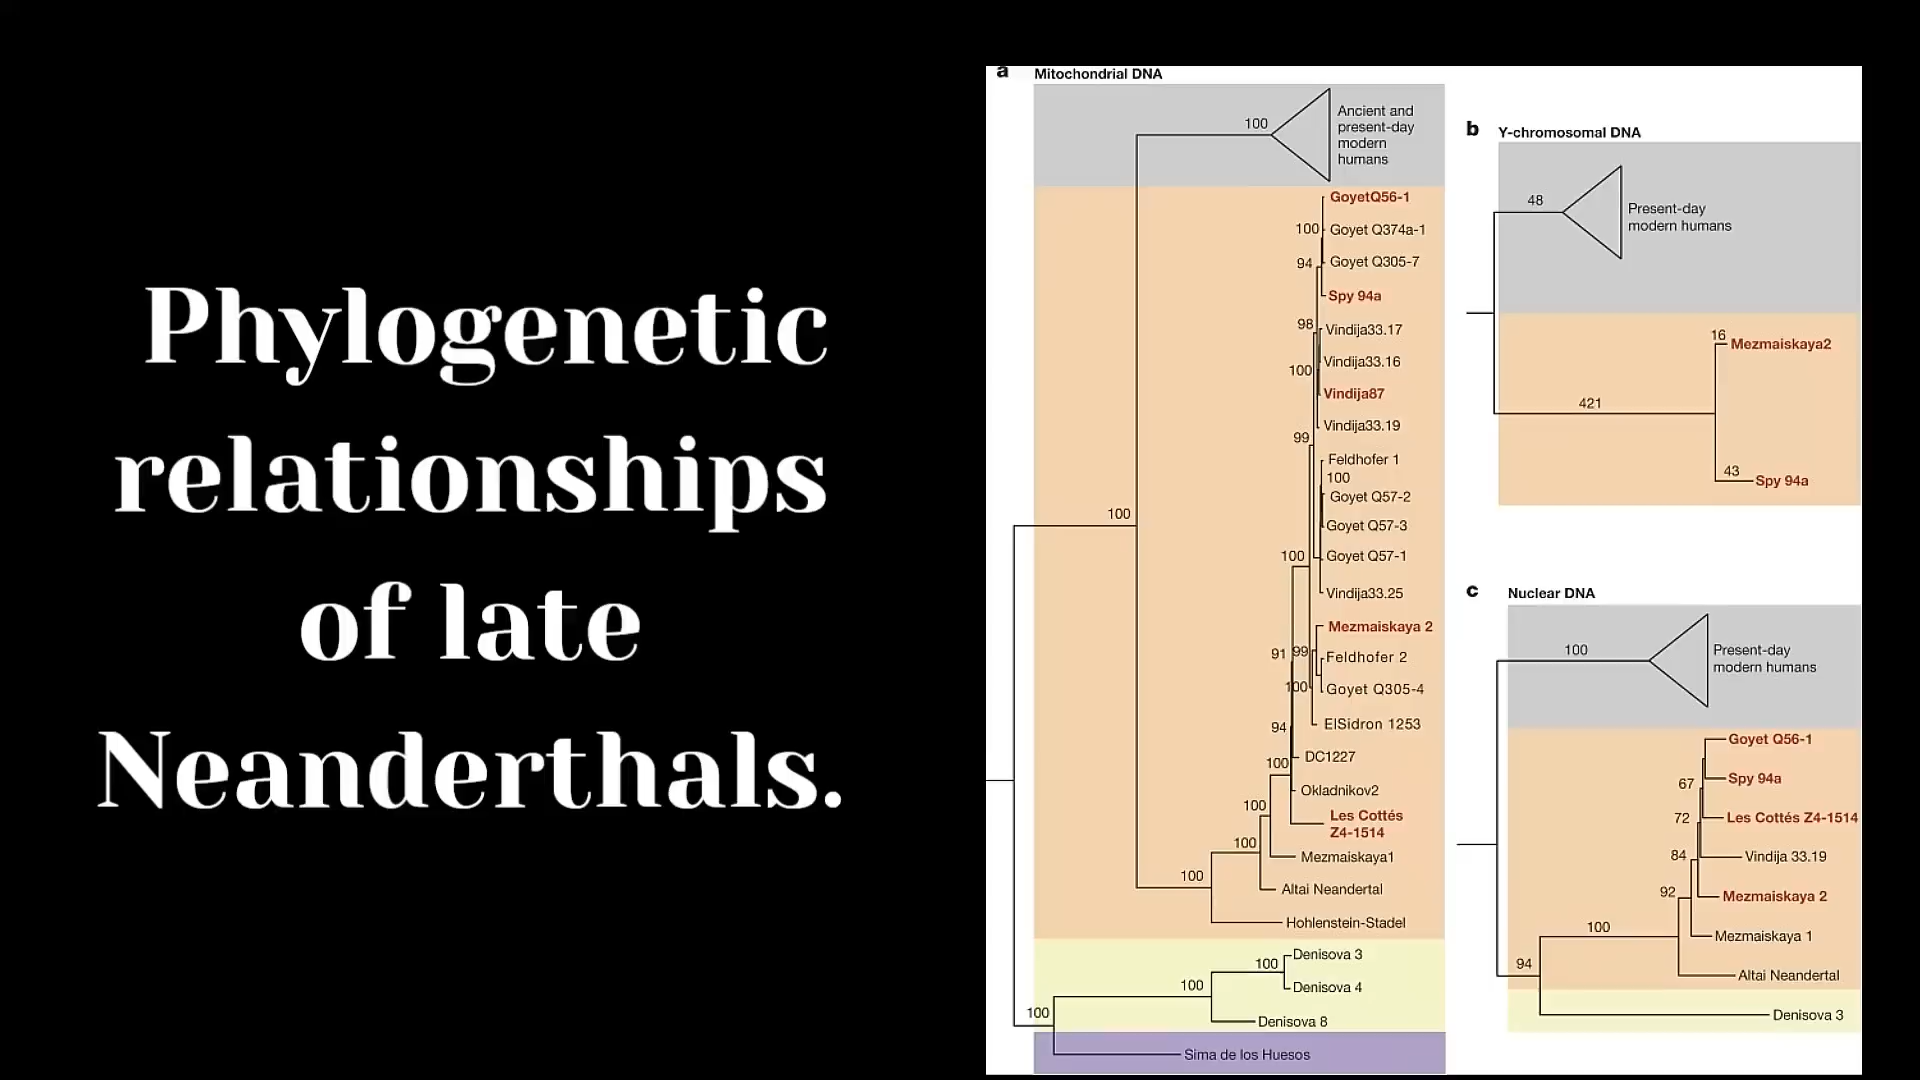 Phylogenetic
relationships
of late
Neanderthals.
a
Mitochondrial DNA
100
Ancient and
present-day
modern
humans
GoyetQ56-1
100
Goyet Q374a-1
94
Goyet Q305-7
Spy 94a
98
Vindija33.17
Vindija33.16
100
Vindija87
Vindija33.19
99
Feldhofer 1
100
Goyet Q57-2
100
Goyet Q57-3
100
Goyet Q57-1
Vindija33.25
Mezmaiskaya 2
91
99
Feldhofer 2
100
Goyet Q305-4
ElSidron 1253
94
DC1227
100
Okladnikov2
100
Les Cottés
Z4-1514
100
Mezmaiskaya1
100
Altai Neandertal
Hohlenstein-Stadel
Denisova 3
100
Denisova 4
100
Denisova 8
100
Sima de los Huesos
b
Y-chromosomal DNA
48
Present-day
modern humans
16
Mezmaiskaya2
421
43
Spy 94a
c
Nuclear DNA
100
Present-day
modern humans
Goyet Q56-1
Spy 94a
67
Les Cottés Z4-1514
72
Vindija 33.19
84
Mezmaiskaya 2
92
Mezmaiskaya 1
100
Altai Neandertal
94
Denisova 3